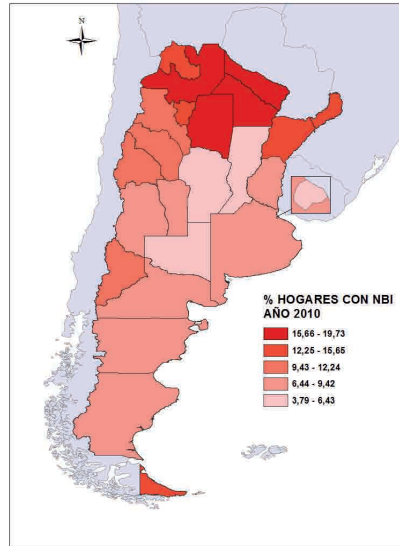 N
% HOGARES CON NBI
AÑO 2010
15,66 - 19,73
12,25 - 15,65
9,43 - 12,24
6,44 - 9,42
3,79 - 6,43